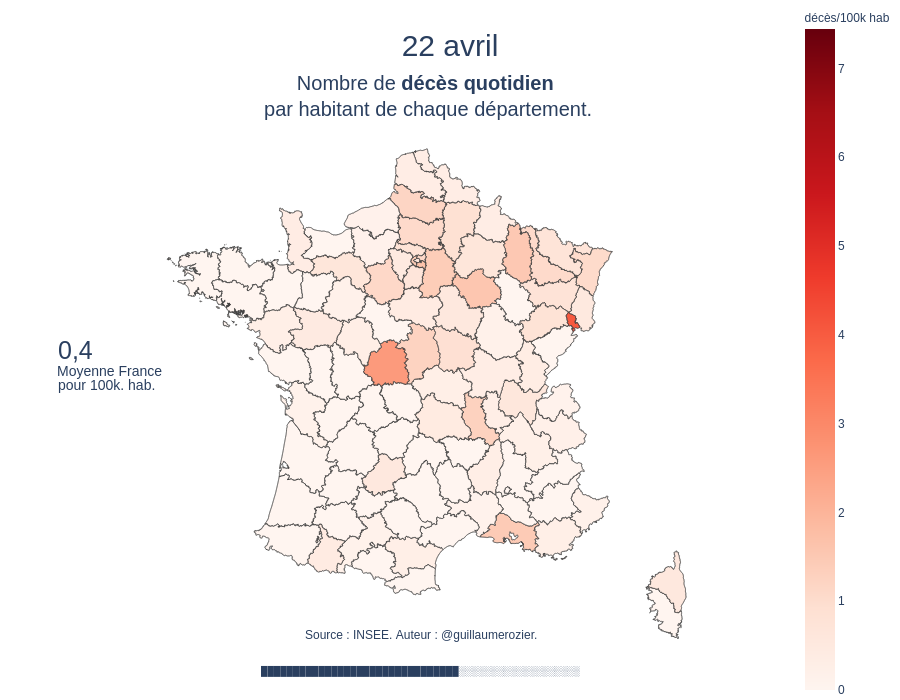 décès/100k hab
22 avril
Nombre de décès quotidien
par habitant de chaque département.
7
6
5
4
3
2
1
0
0,4
Moyenne France
pour 100k. hab.
Source : INSEE. Auteur : @guillaumerozier.